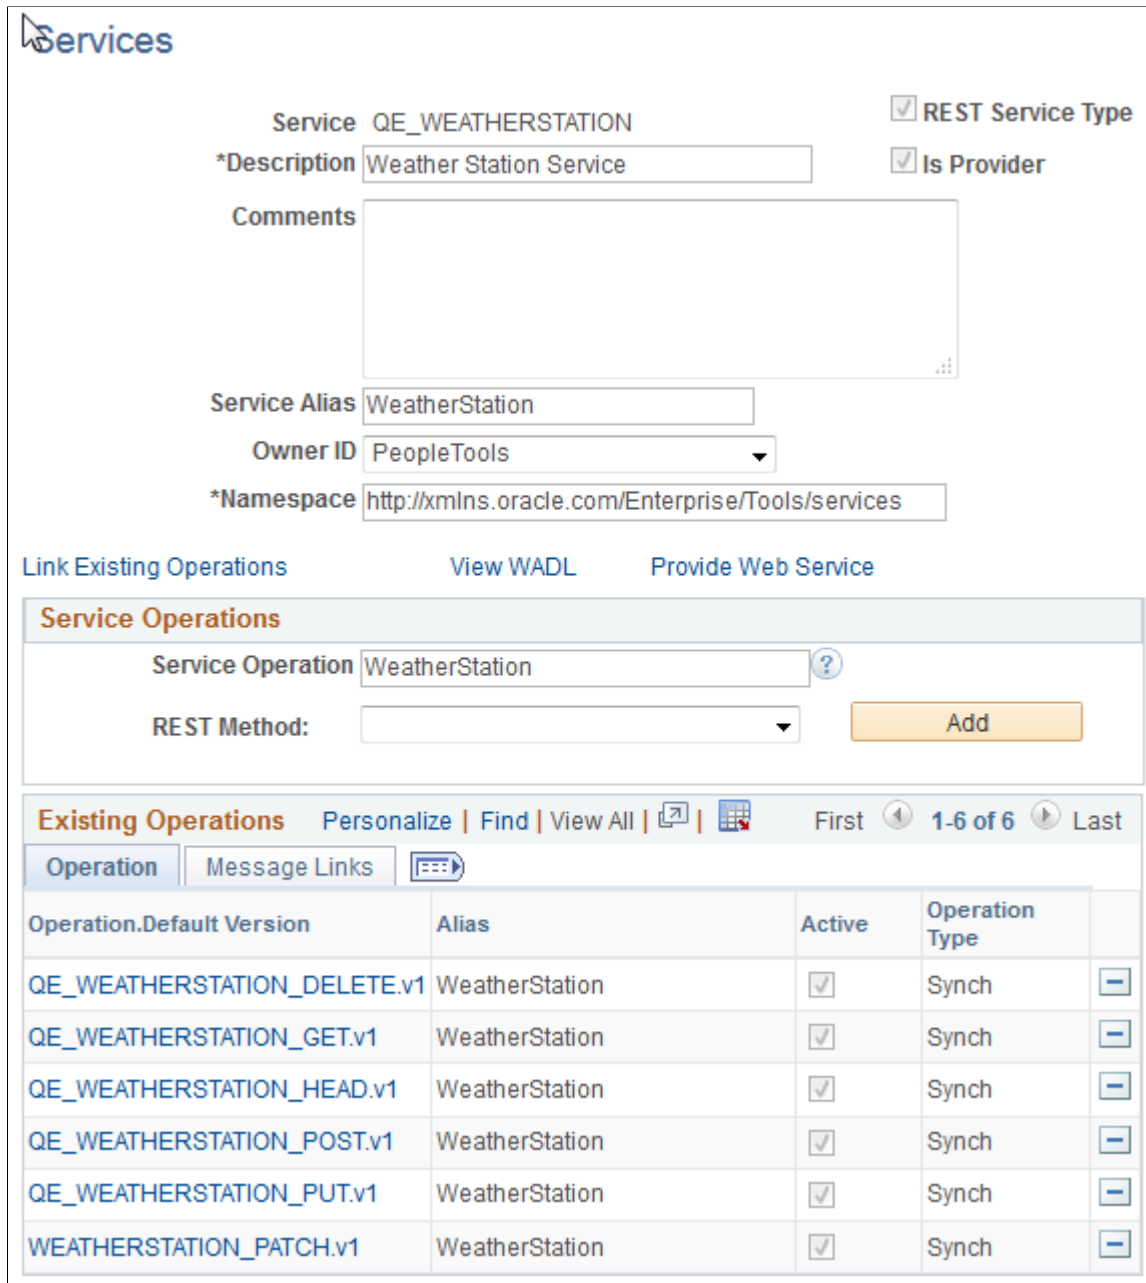 Services
Service QE_WEATHERSTATION REST Service Type
*Description Weather Station Service Is Provider
Comments
Service Alias WeatherStation
Owner ID PeopleTools
*Namespace http://xmlns.oracle.com/Enterprise/Tools/services
Link Existing Operations View WADL Provide Web Service
Service Operations
Service Operation WeatherStation ?
REST Method: Add
Existing Operations Personalize | Find | View All | | First 1-6 of 6 Last
Operation Message Links
Operation.Default Version Alias Active Operation Type
QE_WEATHERSTATION_DELETE.v1 WeatherStation Synch
QE_WEATHERSTATION_GET.v1 WeatherStation Synch
QE_WEATHERSTATION_HEAD.v1 WeatherStation Synch
QE_WEATHERSTATION_POST.v1 WeatherStation Synch
QE_WEATHERSTATION_PUT.v1 WeatherStation Synch
WEATHERSTATION_PATCH.v1 WeatherStation Synch